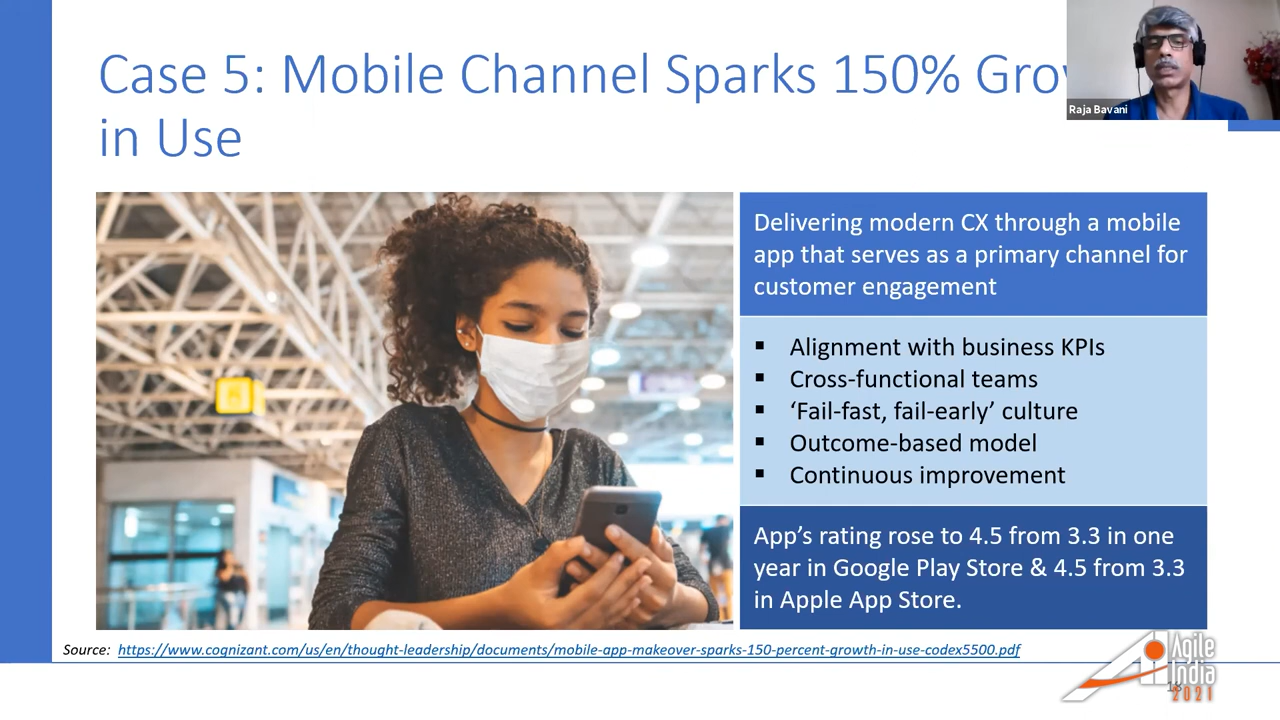 Case 5: Mobile Channel Sparks 150%
in Use
Raja Bavani
Delivering modern CX through a mobile
app that serves as a primary channel for
customer engagement
▪ Alignment with business KPIs
▪ Cross-functional teams
▪ ‘Fail-fast, fail-early’ culture
▪ Outcome-based model
▪ Continuous improvement
App’s rating rose to 4.5 from 3.3 in one
year in Google Play Store & 4.5 from 3.3
in Apple App Store.
Source: https://www.cognizant.com/us/en/thought-leadership/documents/mobile-app-makeover-sparks-150-percent-growth-in-use-codex5500.pdf
Agile
India
2021